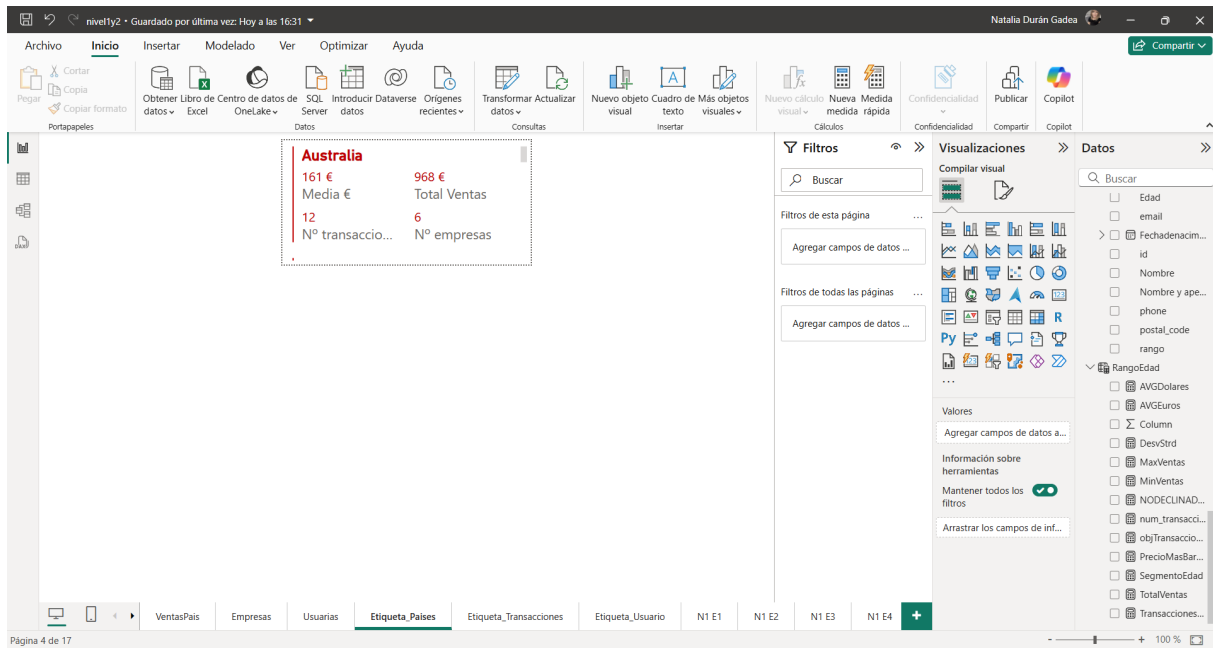 nivel1y2 • Guardado por última vez: Hoy a las 16:31
Natalia Durán Gadea
Archivo Inicio Insertar Modelado Ver Optimizar Ayuda
Compartir
Pegar
Cortar
Copia
Copiar formato
Portapapeles
Obtener datos
Libro de Excel
Centro de datos de OneLake
SQL Server
Introducir datos
Dataverse
Orígenes recientes
Datos
Transformar datos
Actualizar
Consultas
Nuevo objeto visual
Cuadro de texto
Más objetos visuales
Insertar
Nuevo cálculo visual
Nueva medida
Medida rápida
Cálculos
Confidencialidad
Confidencialidad
Publicar
Compartir
Copilot
Copilot
Australia
161 € 968 €
Media € Total Ventas
12 6
Nº transaccio... Nº empresas
Filtros
Buscar
Filtros de esta página ...
Agregar campos de datos ...
Filtros de todas las páginas ...
Agregar campos de datos ...
Visualizaciones
Compilar visual
123
R
Py
...
Valores
Agregar campos de datos a...
Información sobre herramientas
Mantener todos los filtros
Arrastrar los campos de inf...
Datos
Buscar
Edad
email
Fechadenacim...
id
Nombre
Nombre y ape...
phone
postal_code
rango
RangoEdad
AVGDolares
AVGEuros
Column
DesvStrd
MaxVentas
MinVentas
NODECLINAD...
num_transacci...
objTransaccio...
PrecioMasBar...
SegmentoEdad
TotalVentas
Transacciones...
VentasPais Empresas Usuarias Etiqueta_Paises Etiqueta_Transacciones Etiqueta_Usuario N1 E1 N1 E2 N1 E3 N1 E4 +
Página 4 de 17
- + 100 %